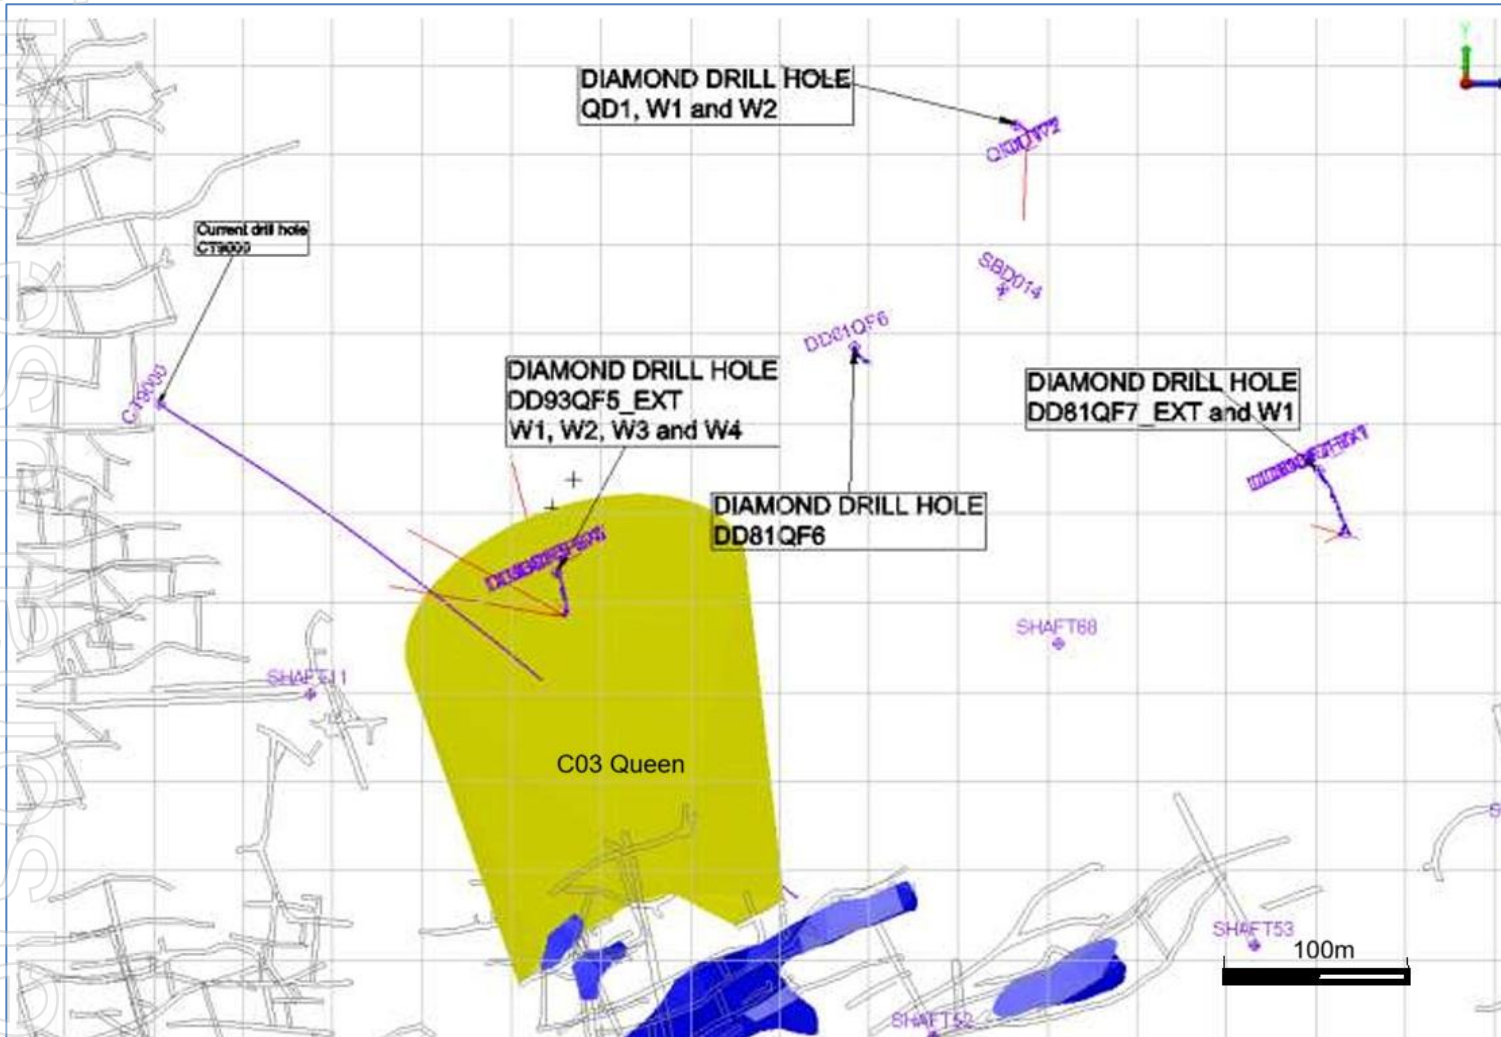 Y
DIAMOND DRILL HOLE
QD1, W1 and W2
Current drill hole
CT9000
SBD014
DD81QF6
CT9000
DIAMOND DRILL HOLE
DD93QF5_EXT
W1, W2, W3 and W4
DIAMOND DRILL HOLE
DD81QF7_EXT and W1
DIAMOND DRILL HOLE
DD81QF6
SHAFT68
SHAFT11
C03 Queen
SHAFT53
100m
SHAFT52